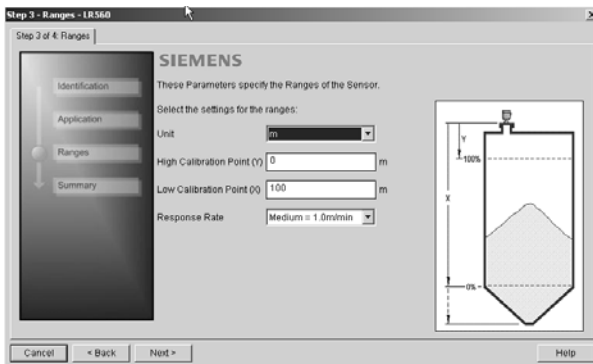 Step 3 - Ranges - LR560
Step 3 of 4: Ranges
SIEMENS
Identification
Application
Ranges
Summary
These Parameters specify the Ranges of the Sensor.
Select the settings for the ranges:
Unit m
High Calibration Point (Y) 0 m
Low Calibration Point (X) 100 m
Response Rate Medium = 1.0m/min
Y
100%
X
0%
Cancel < Back Next > Help